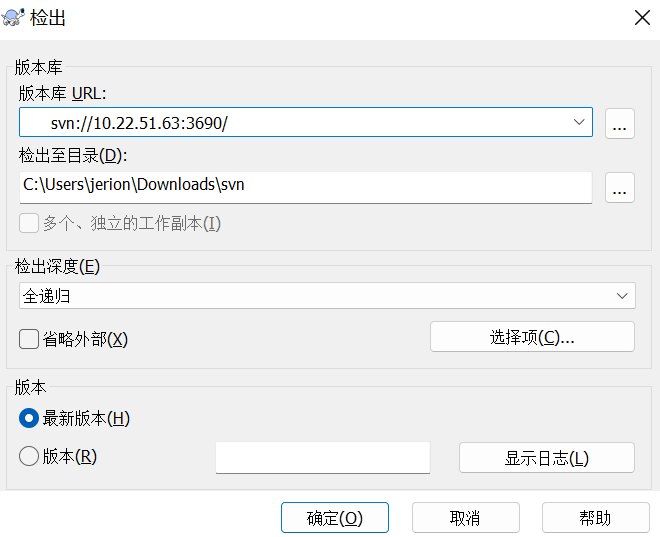 检出
版本库
版本库 URL:
svn://10.22.51.63:3690/
...
检出至目录(D):
C:\Users\jerion\Downloads\svn
...
多个、独立的工作副本(I)
检出深度(E)
全递归
省略外部(X)
选择项(C)...
版本
最新版本(H)
版本(R)
显示日志(L)
确定(O)
取消
帮助